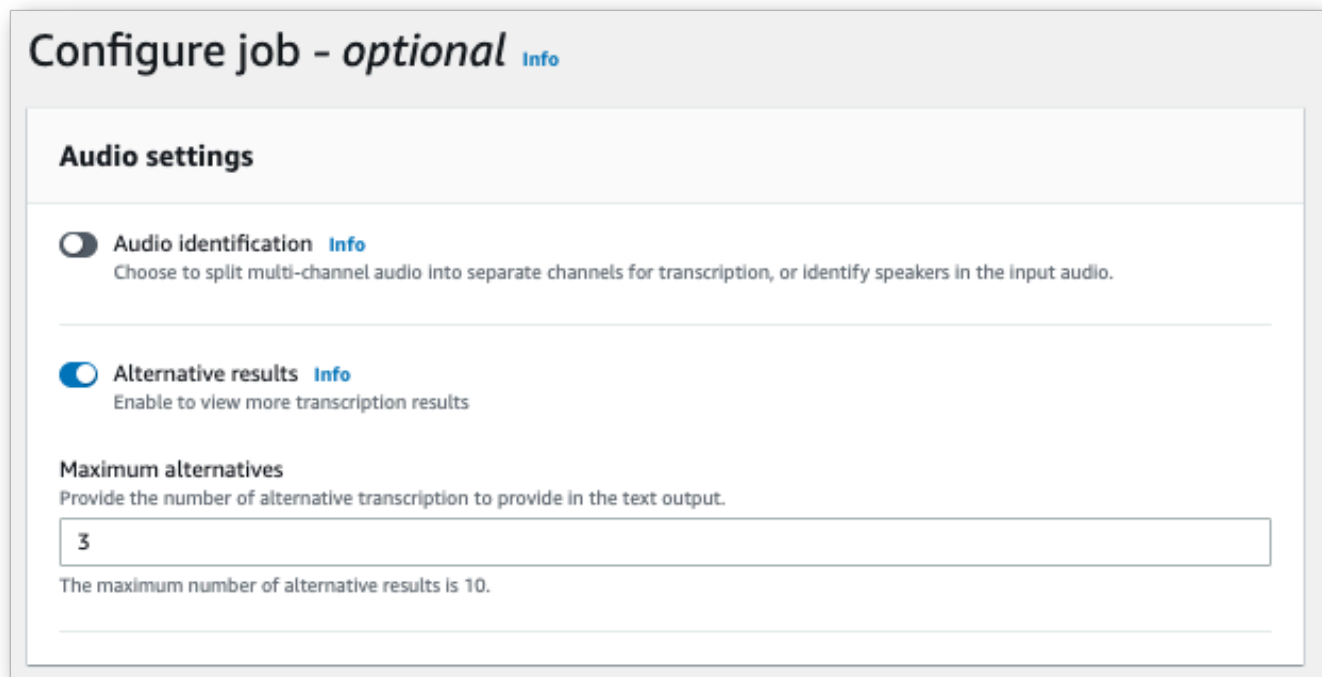 Configure job - optional Info
Audio settings
Audio identification Info
Choose to split multi-channel audio into separate channels for transcription, or identify speakers in the input audio.
Alternative results Info
Enable to view more transcription results
Maximum alternatives
Provide the number of alternative transcription to provide in the text output.
3
The maximum number of alternative results is 10.